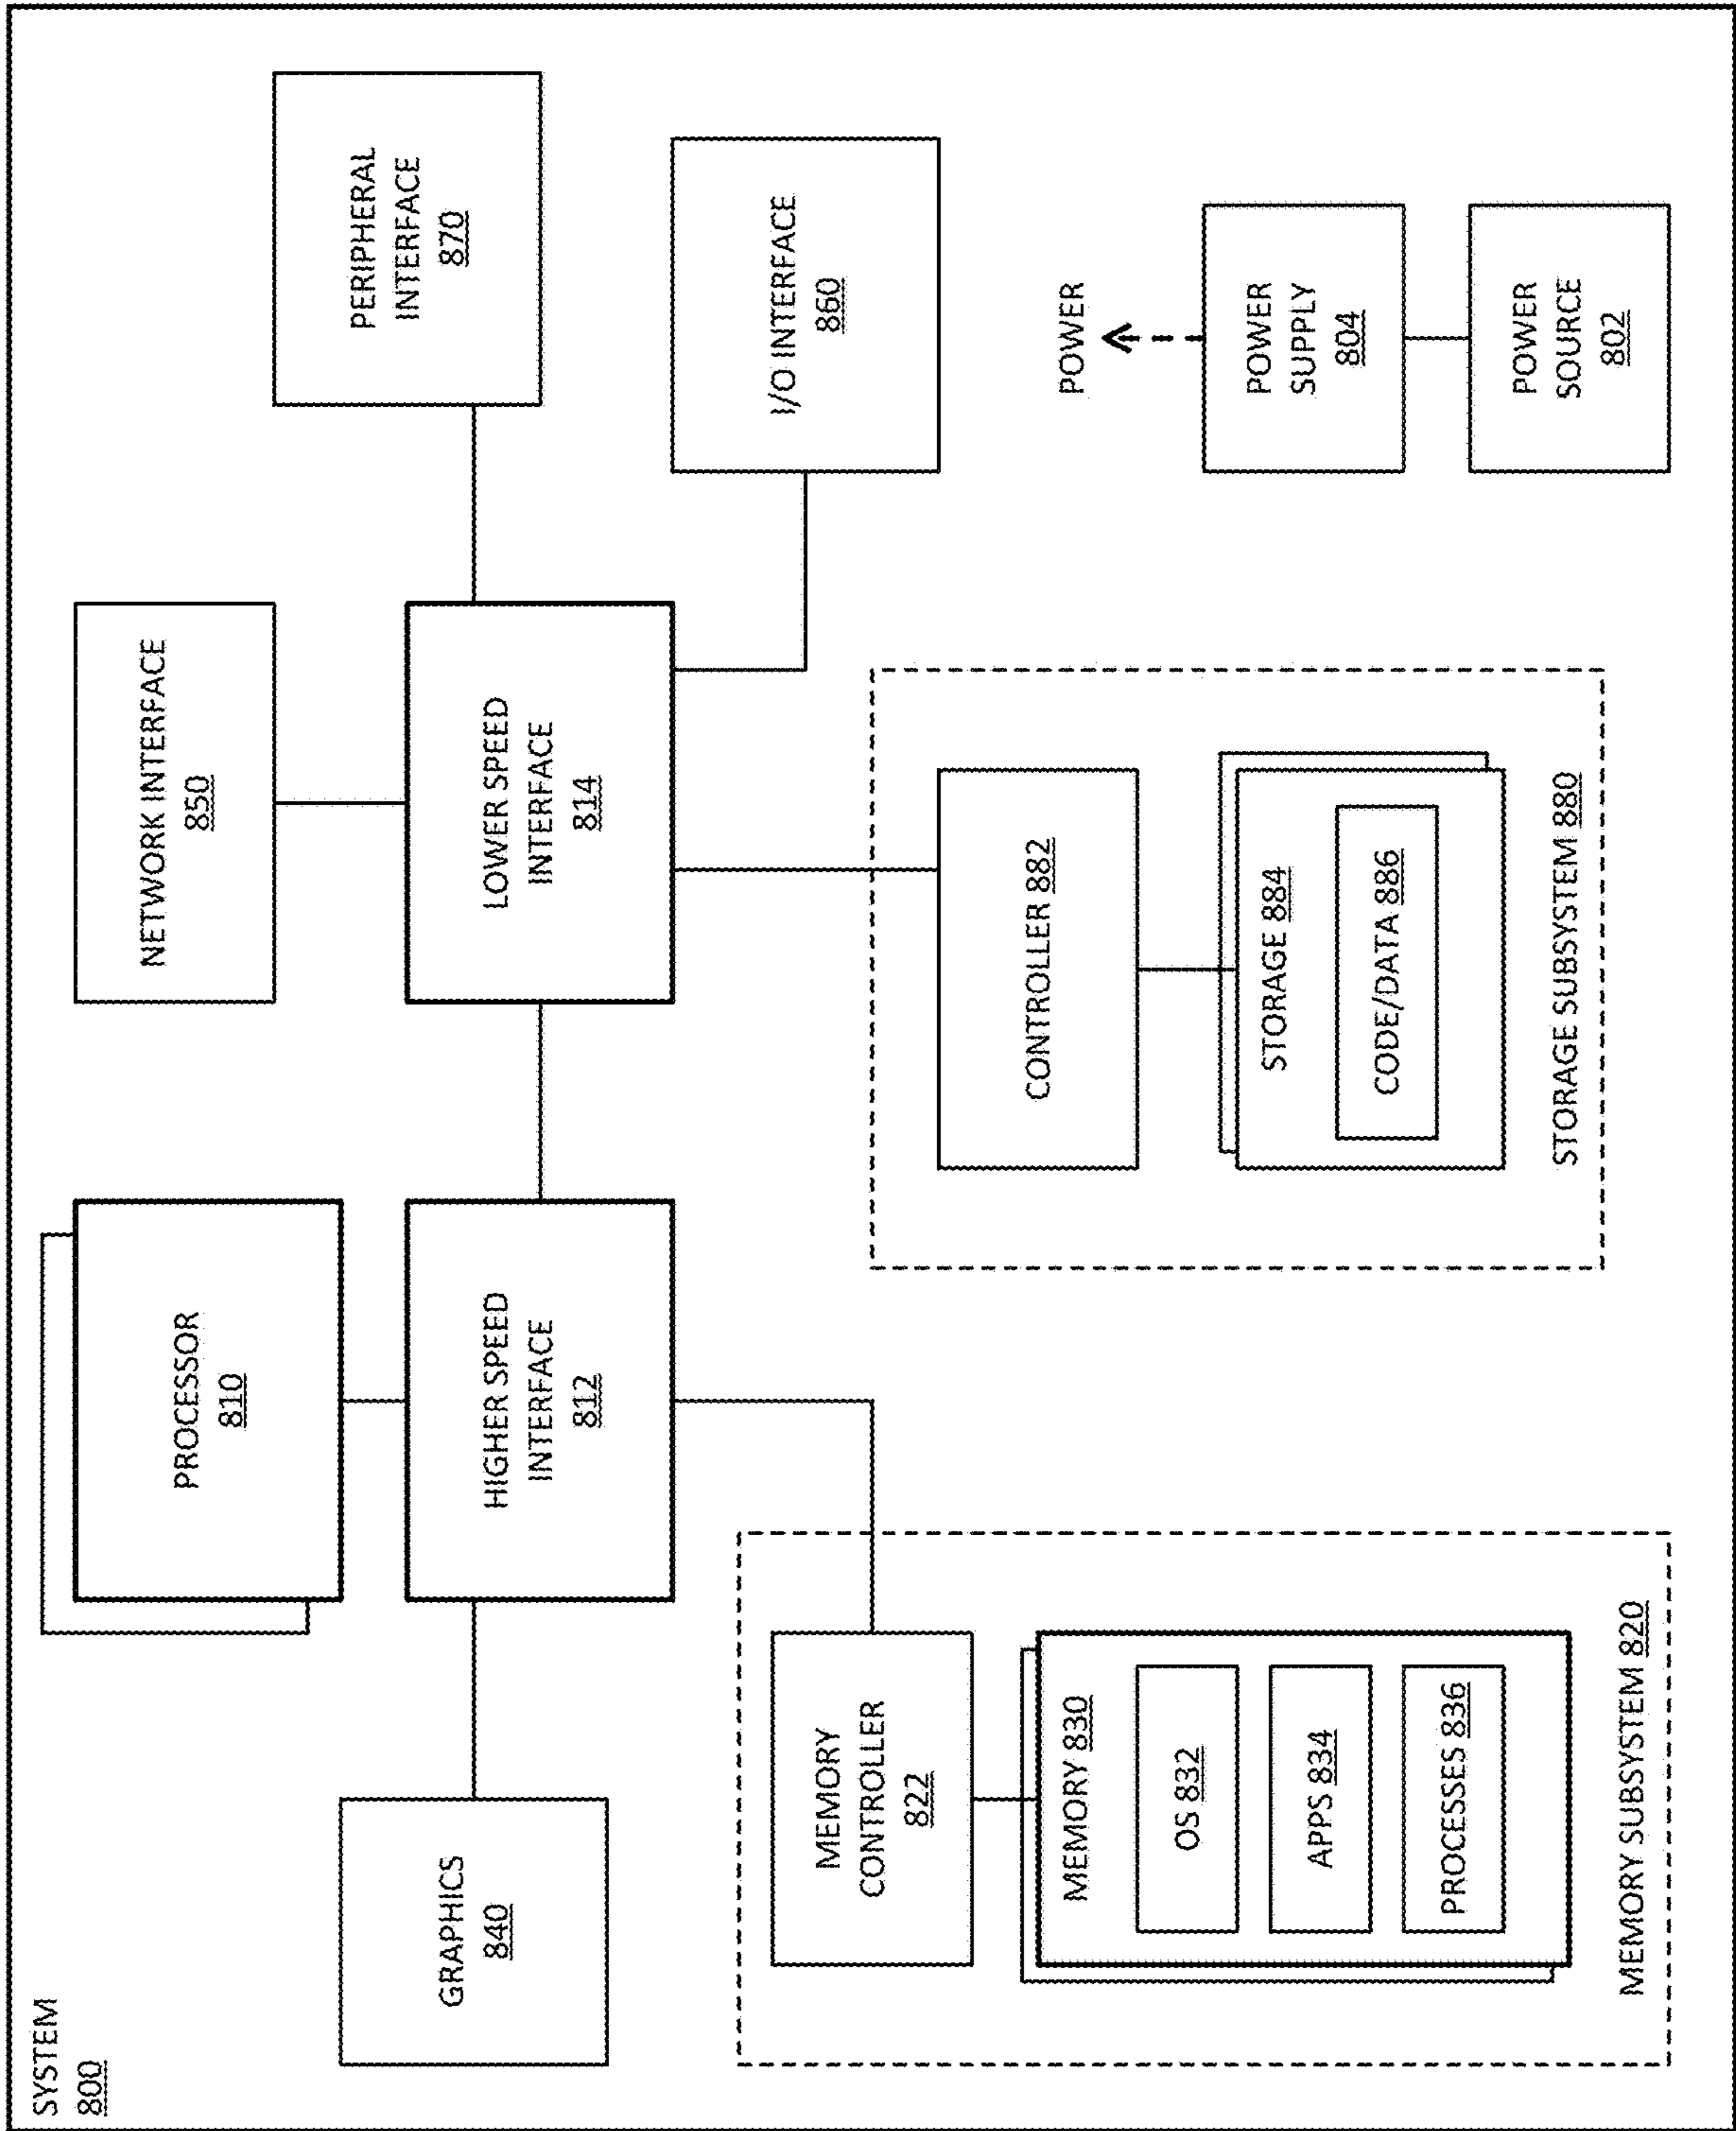 SYSTEM
800
PROCESSOR
810
NETWORK INTERFACE
850
GRAPHICS
840
HIGHER SPEED
INTERFACE
812
LOWER SPEED
INTERFACE
814
PERIPHERAL
INTERFACE
870
I/O INTERFACE
860
MEMORY
CONTROLLER
822
MEMORY 830
OS 832
APPS 834
PROCESSES 836
MEMORY SUBSYSTEM 820
CONTROLLER 882
STORAGE 884
CODE/DATA 886
STORAGE SUBSYSTEM 880
POWER
POWER
SUPPLY
804
POWER
SOURCE
802